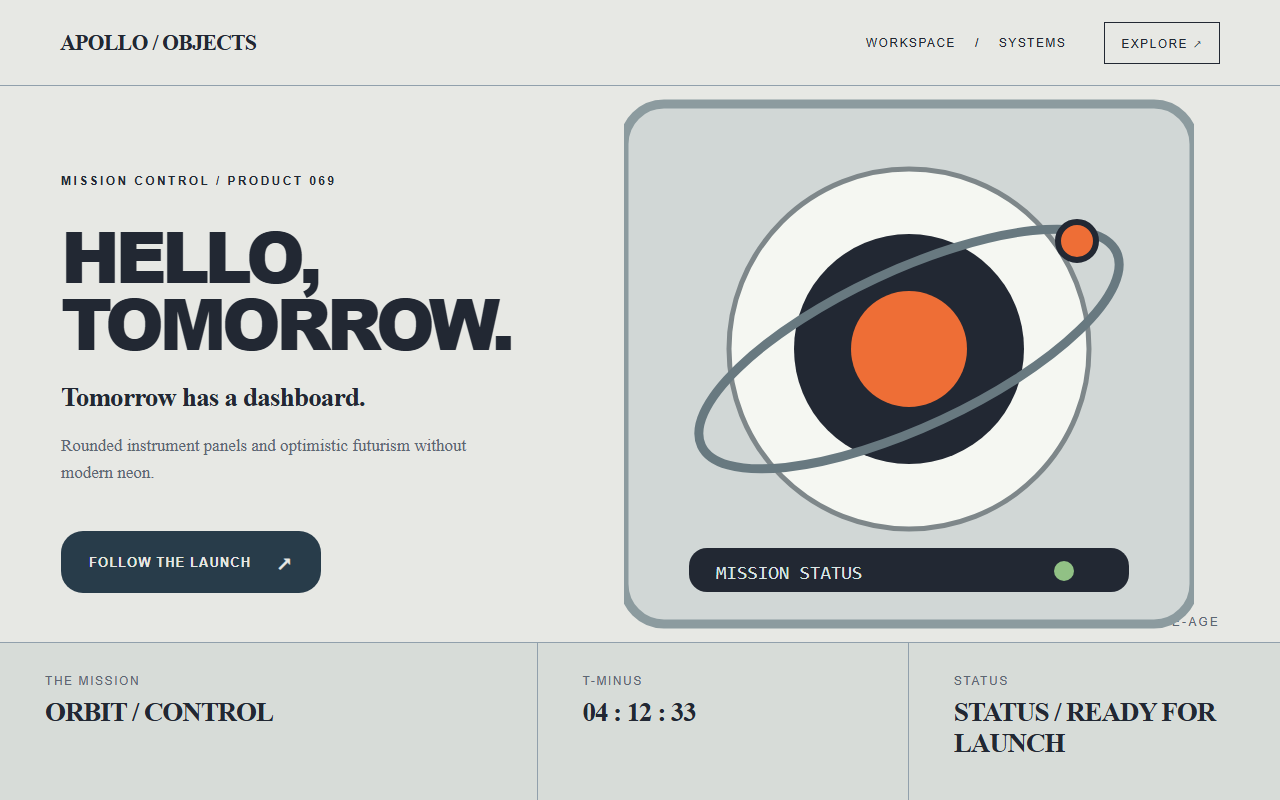 APOLLO / OBJECTS
WORKSPACE / SYSTEMS
EXPLORE ↗
MISSION CONTROL / PRODUCT 069
HELLO,
TOMORROW.
Tomorrow has a dashboard.
Rounded instrument panels and optimistic futurism without
modern neon.
FOLLOW THE LAUNCH ↗
MISSION STATUS
E-AGE
THE MISSION
ORBIT / CONTROL
T-MINUS
04 : 12 : 33
STATUS
STATUS / READY FOR
LAUNCH